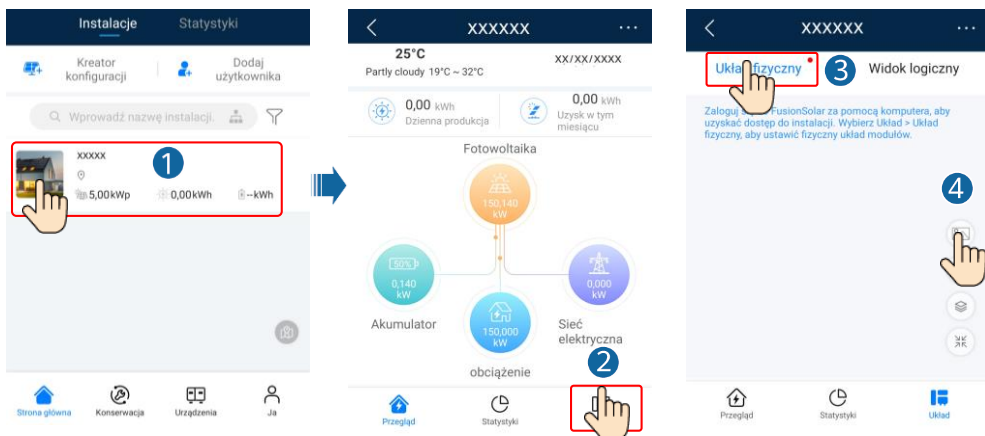 Instalacje
Statystyki
Kreator
konfiguracji
Dodaj
użytkownika
Wprowadź nazwę instalacji.
xxxxx
1
5,00kWp
0,00kWh
--kWh
Strona główna
Konserwacja
Urządzenia
Ja
XXXXXX
25°C
Partly cloudy 19°C ~ 32°C
XX/XX/XXXX
0,00 kWh
Dzienna produkcja
0,00 kWh
Uzysk w tym
miesiącu
Fotowoltaika
150,140
kW
50%
0,140
kW
0,000
kW
Akumulator
150,000
kW
Sieć
elektryczna
obciążenie
2
Przegląd
Statystyki
XXXXXX
fizyczny
3
Widok logiczny
Zaloguj FusionSolar za pomocą komputera, aby
uzyskać dostęp do instalacji. Wybierz Układ > Układ
fizyczny, aby ustawić fizyczny układ modułów.
4
Przegląd
Statystyki
Układ